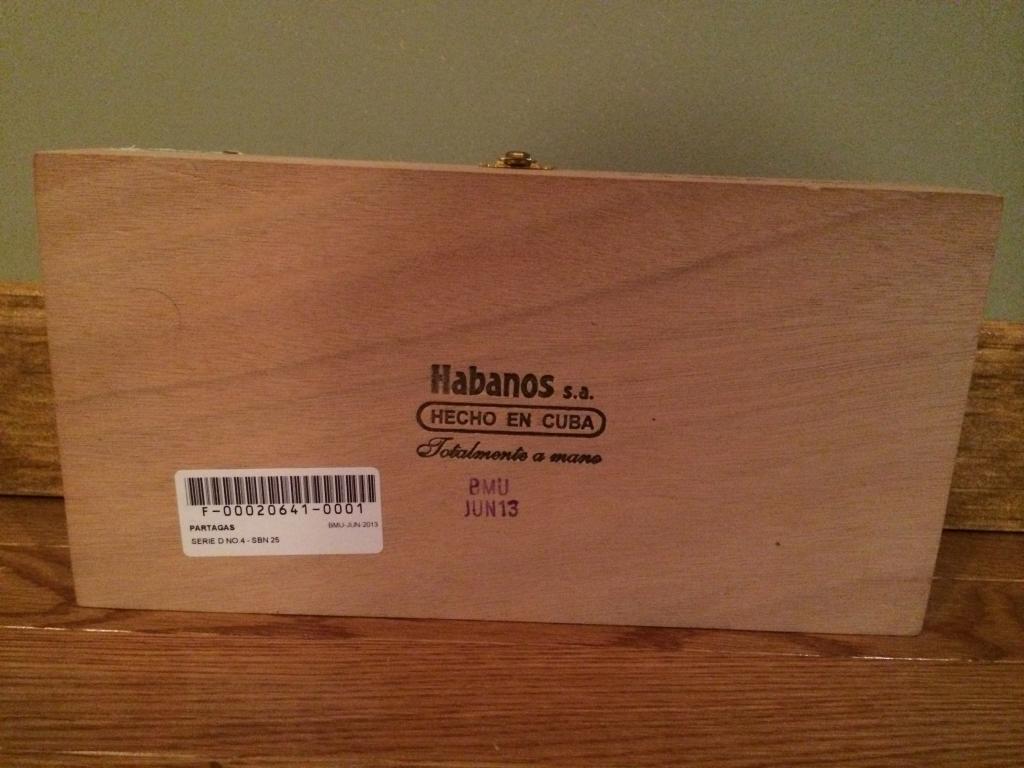 Habanos s.a.
HECHO EN CUBA
Totalmente a mano
BMU
JUN13
F-00020641-0001
PARTAGAS BMU-JUN-2013
SERIE D NO.4 - SBN 25